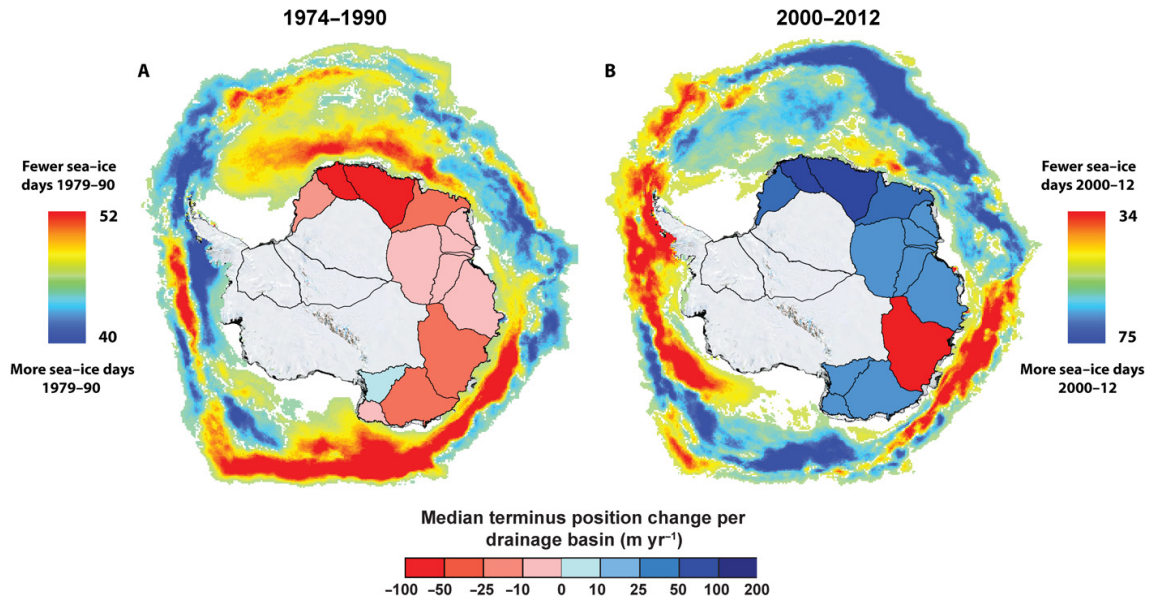 1974–1990
2000–2012
A
B
Fewer sea–ice
days 1979–90
52
40
More sea–ice days
1979–90
Fewer sea–ice
days 2000–12
34
75
More sea–ice days
2000–12
Median terminus position change per
drainage basin (m yr⁻¹)
–100 –50 –25 –10 0 10 25 50 100 200